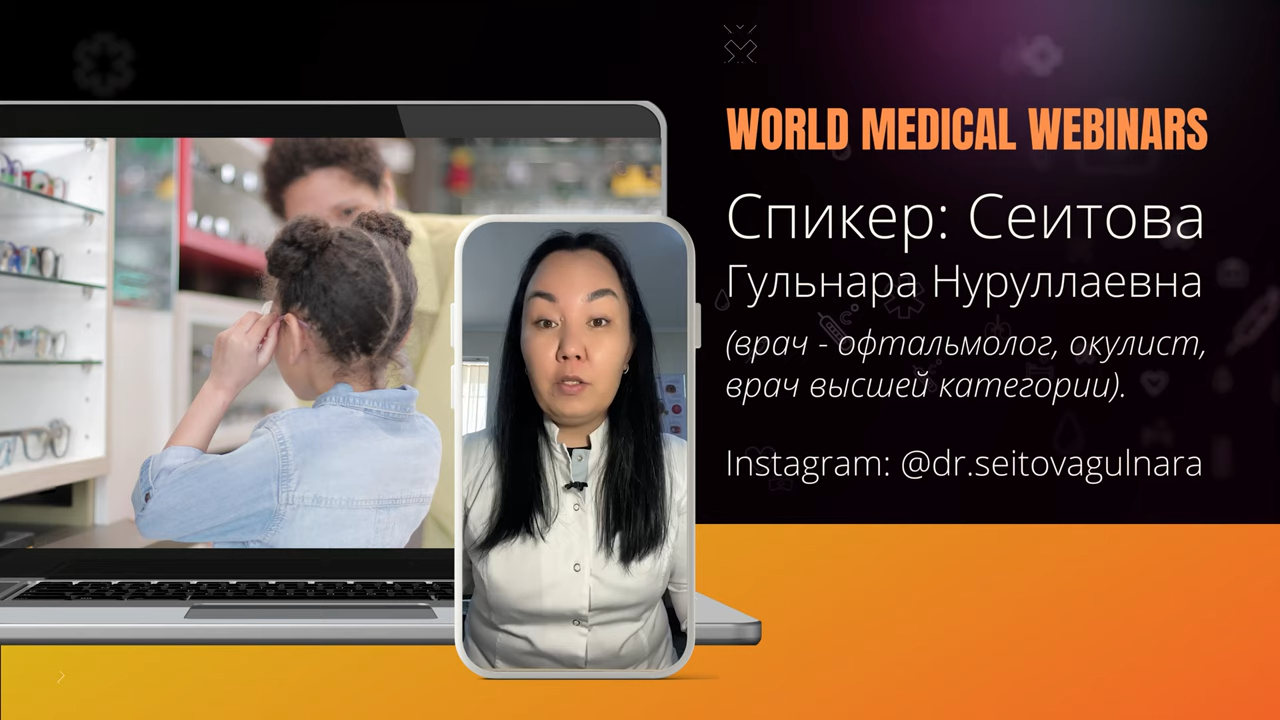 WORLD MEDICAL WEBINARS
Спикер: Сеитова
Гульнара Нуруллаевна
(врач - офтальмолог, окулист,
врач высшей категории).
Instagram: @dr.seitovagulnara